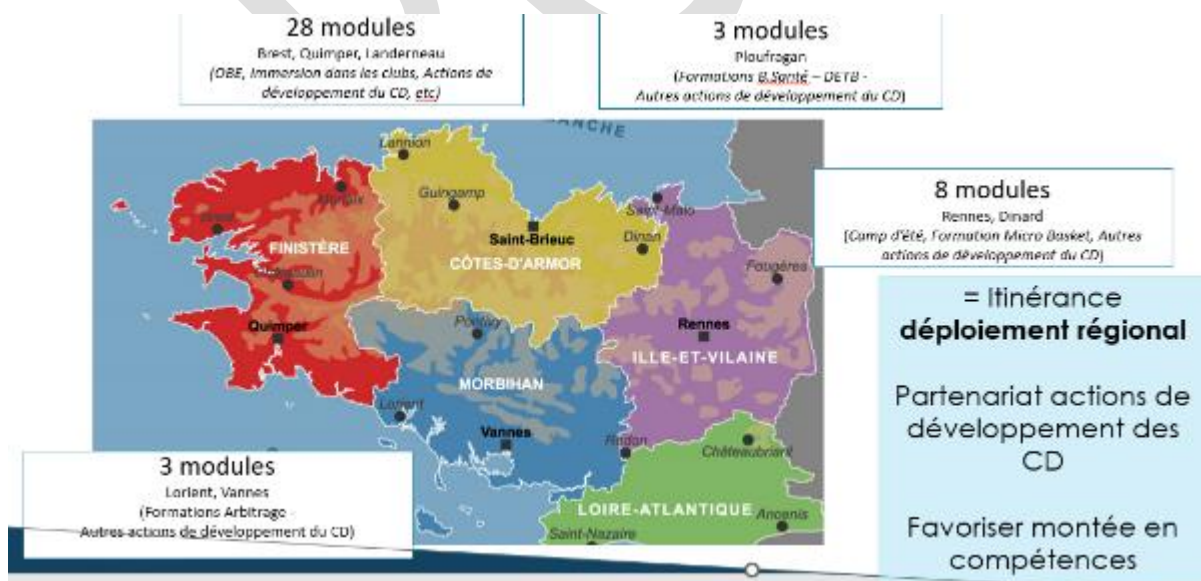 28 modules
Brest, Quimper, Landerneau
(OBE, Immersion dans les clubs, Actions de
développement du CD, etc)
3 modules
Ploufragan
(Formations B.Santé – DETB -
Autres actions de développement du CD)
8 modules
Rennes, Dinard
(Camp d'été, Formation Micro Basket, Autres
actions de développement du CD)
= Itinérance
déploiement régional
Partenariat actions de
développement des
CD
Favoriser montée en
compétences
3 modules
Lorient, Vannes
(Formations Arbitrage -
Autres actions de développement du CD)
Lannion
Guingamp
Saint-Malo
Morlaix
Brest
Saint-Brieuc
Dinan
FINISTÈRE
CÔTES-D'ARMOR
Fougères
Quimper
Pontivy
Rennes
ILLE-ET-VILAINE
MORBIHAN
Lorient
Vannes
Redon
Châteaubriant
LOIRE-ATLANTIQUE
Ancenis
Saint-Nazaire